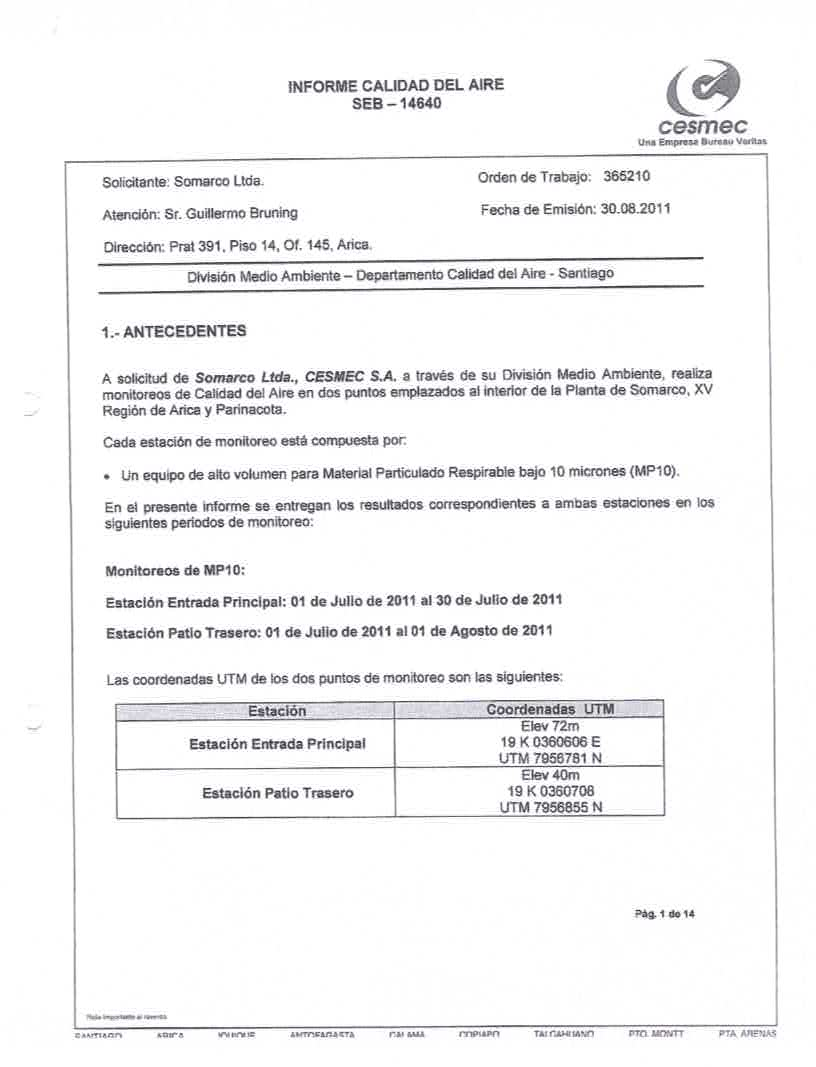 INFORME CALIDAD DEL AIRE
SEB – 14640
cesmec
Una Empresa Bureau Veritas
Solicitante: Somarco Ltda.
Orden de Trabajo: 365210
Atención: Sr. Guillermo Bruning
Fecha de Emisión: 30.08.2011
Dirección: Prat 391, Piso 14, Of. 145, Arica.
División Medio Ambiente – Departamento Calidad del Aire - Santiago
1.- ANTECEDENTES
A solicitud de Somarco Ltda., CESMEC S.A. a través de su División Medio Ambiente, realiza
monitoreos de Calidad del Aire en dos puntos emplazados al interior de la Planta de Somarco, XV
Región de Arica y Parinacota.
Cada estación de monitoreo está compuesta por:
• Un equipo de alto volumen para Material Particulado Respirable bajo 10 micrones (MP10).
En el presente informe se entregan los resultados correspondientes a ambas estaciones en los
siguientes periodos de monitoreo:
Monitoreos de MP10:
Estación Entrada Principal: 01 de Julio de 2011 al 30 de Julio de 2011
Estación Patio Trasero: 01 de Julio de 2011 al 01 de Agosto de 2011
Las coordenadas UTM de los dos puntos de monitoreo son las siguientes:
Estación
Coordenadas UTM
Estación Entrada Principal
Elev 72m
19 K 0360606 E
UTM 7956781 N
Estación Patio Trasero
Elev 40m
19 K 0360708
UTM 7956855 N
Pág. 1 de 14
Nota importante al reverso
SANTIAGO ARICA IQUIQUE ANTOFAGASTA CALAMA COPIAPO TALCAHUANO PTO. MONTT PTA. ARENAS